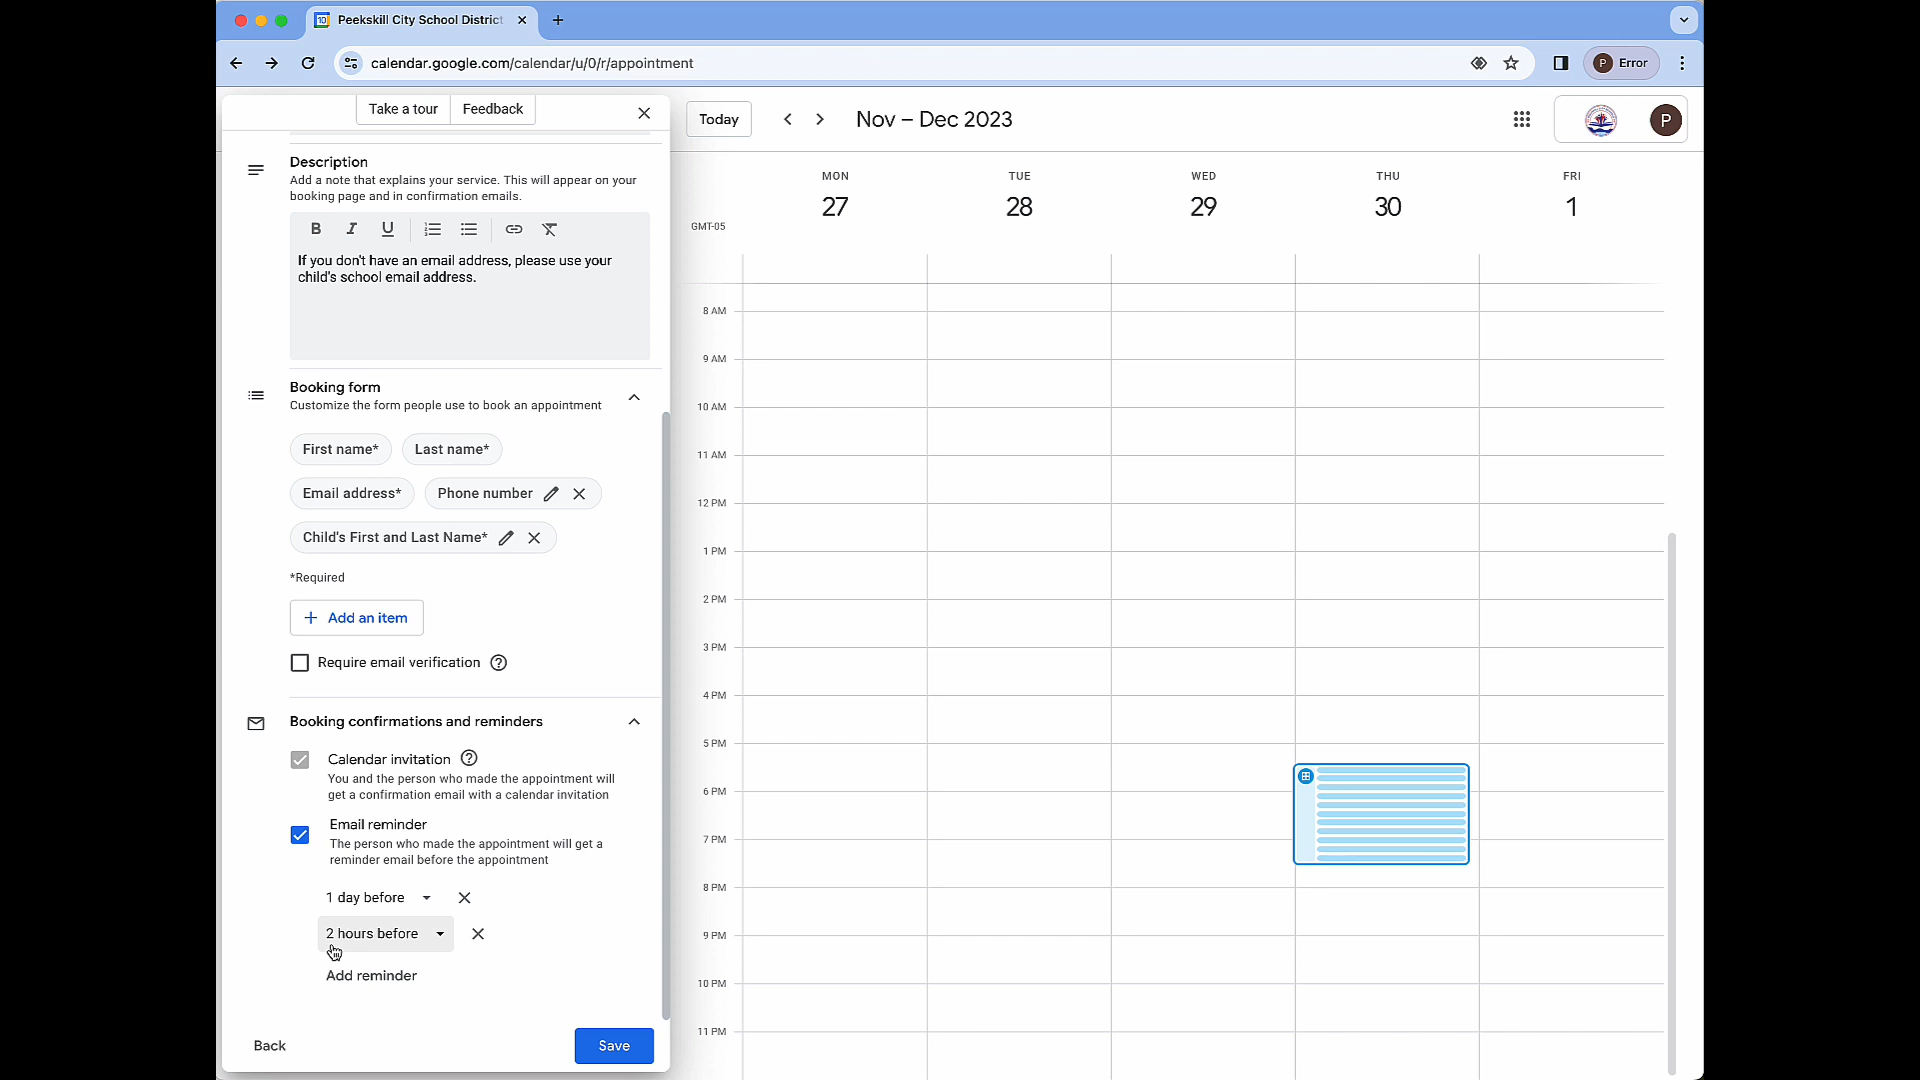 Peekskill City School District
calendar.google.com/calendar/u/0/r/appointment
P Error
Take a tour Feedback
Today Nov – Dec 2023
P
Description
Add a note that explains your service. This will appear on your
booking page and in confirmation emails.
B I U
If you don't have an email address, please use your
child's school email address.
Booking form
Customize the form people use to book an appointment
First name* Last name*
Email address* Phone number
Child's First and Last Name*
*Required
+ Add an item
Require email verification
Booking confirmations and reminders
Calendar invitation
You and the person who made the appointment will
get a confirmation email with a calendar invitation
Email reminder
The person who made the appointment will get a
reminder email before the appointment
1 day before
2 hours before
Add reminder
Back Save
MON TUE WED THU FRI
27 28 29 30 1
GMT-05
8 AM
9 AM
10 AM
11 AM
12 PM
1 PM
2 PM
3 PM
4 PM
5 PM
6 PM
7 PM
8 PM
9 PM
10 PM
11 PM